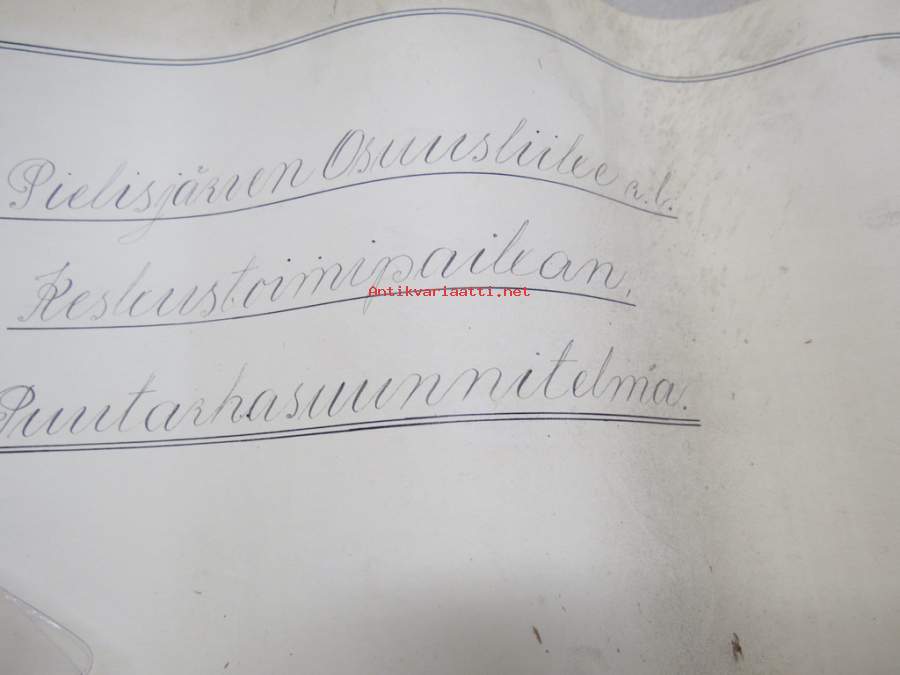 Pielisjärven Osuusliike r.l.
Keskustoimipaikan,
Antikvariaatti.net
Puutarhasuunnitelma.